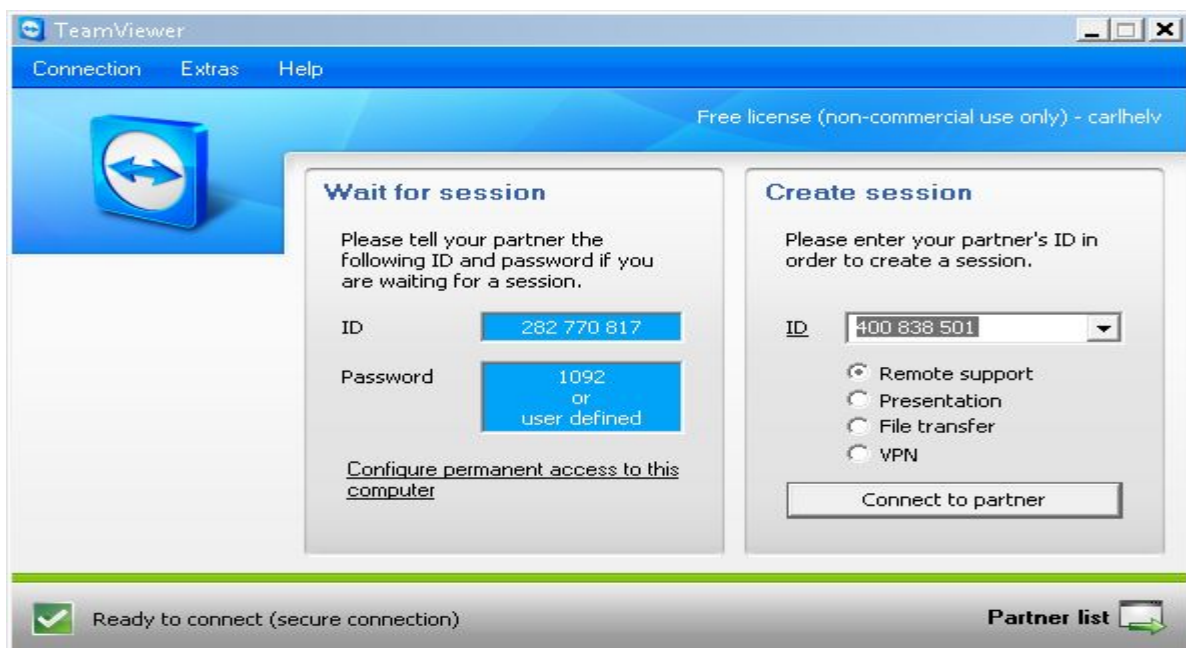 TeamViewer
Connection Extras Help
Free license (non-commercial use only) - carlhelv
Wait for session
Please tell your partner the
following ID and password if you
are waiting for a session.
ID 282 770 817
Password 1092
or
user defined
Configure permanent access to this
computer
Create session
Please enter your partner's ID in
order to create a session.
ID 400 838 501
Remote support
Presentation
File transfer
VPN
Connect to partner
Ready to connect (secure connection)
Partner list